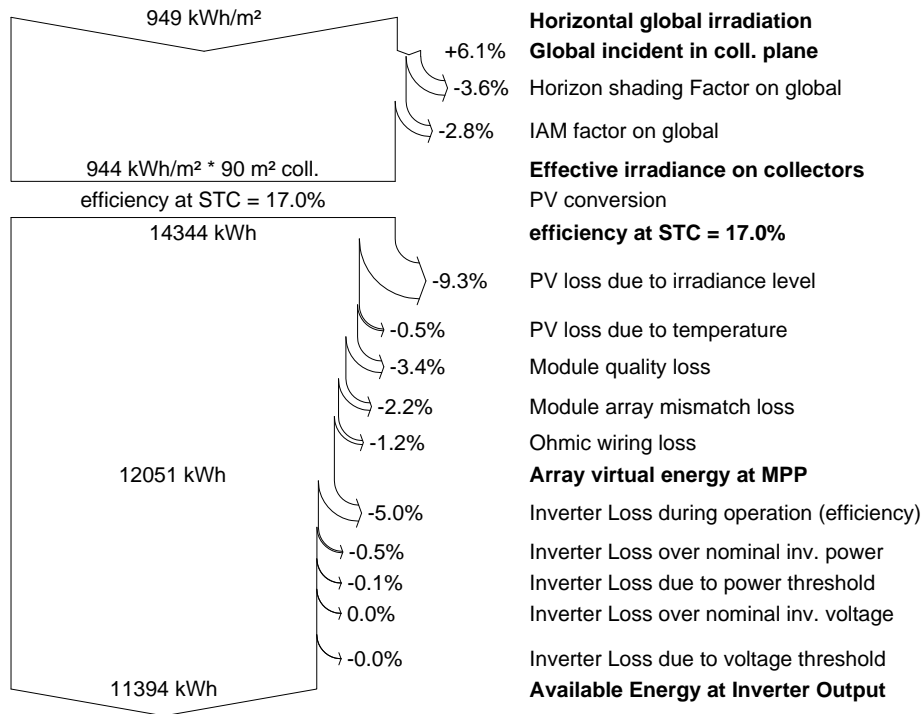 949 kWh/m² Horizontal global irradiation
+6.1% Global incident in coll. plane
-3.6% Horizon shading Factor on global
-2.8% IAM factor on global
944 kWh/m² * 90 m² coll. Effective irradiance on collectors
efficiency at STC = 17.0% PV conversion
14344 kWh efficiency at STC = 17.0%
-9.3% PV loss due to irradiance level
-0.5% PV loss due to temperature
-3.4% Module quality loss
-2.2% Module array mismatch loss
-1.2% Ohmic wiring loss
12051 kWh Array virtual energy at MPP
-5.0% Inverter Loss during operation (efficiency)
-0.5% Inverter Loss over nominal inv. power
-0.1% Inverter Loss due to power threshold
0.0% Inverter Loss over nominal inv. voltage
-0.0% Inverter Loss due to voltage threshold
11394 kWh Available Energy at Inverter Output